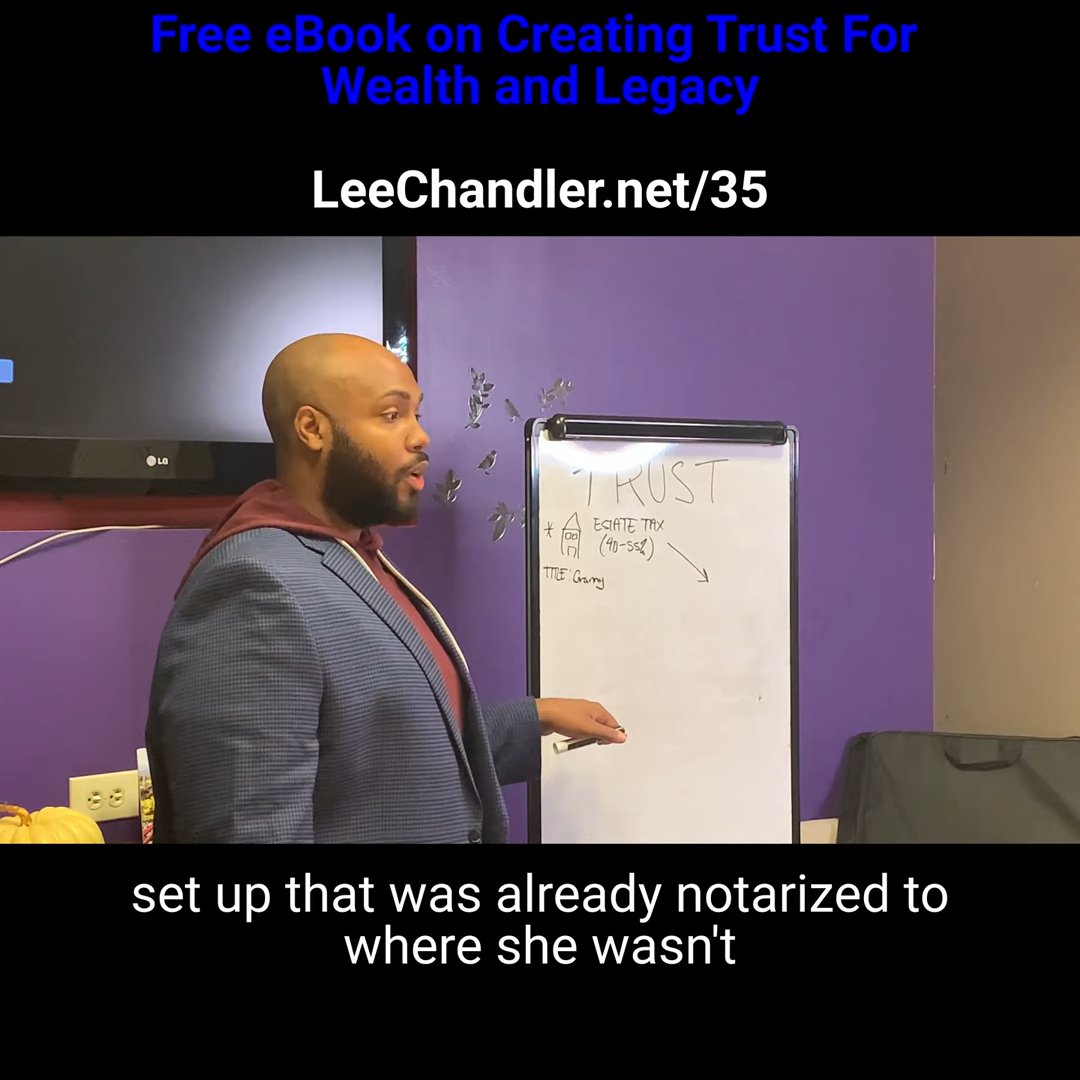 Free eBook on Creating Trust For
Wealth and Legacy
LeeChandler.net/35
LG
TRUST
* ESTATE TAX
(40-55%)
TITLE: Granny
set up that was already notarized to
where she wasn't